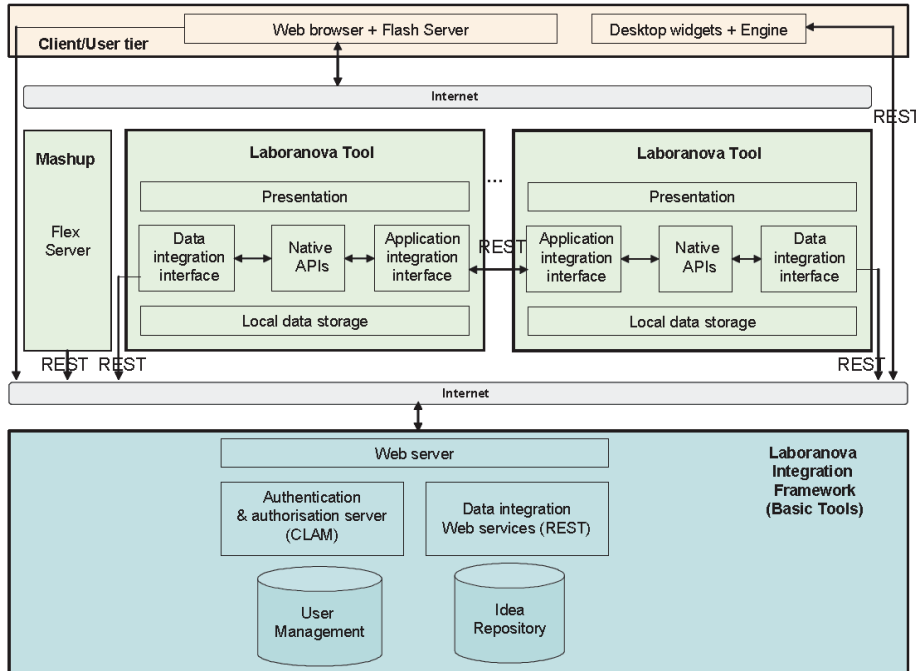 Web browser + Flash Server
Desktop widgets + Engine
Client/User tier
Internet
REST
Mashup
Flex
Server
Laboranova Tool
Presentation
Data
integration
interface
Native
APIs
Application
integration
interface
Local data storage
...
REST
Laboranova Tool
Presentation
Application
integration
interface
Native
APIs
Data
integration
interface
Local data storage
REST
REST
REST
Internet
Web server
Laboranova
Integration
Framework
(Basic Tools)
Authentication
& authorisation server
(CLAM)
Data integration
Web services (REST)
User
Management
Idea
Repository